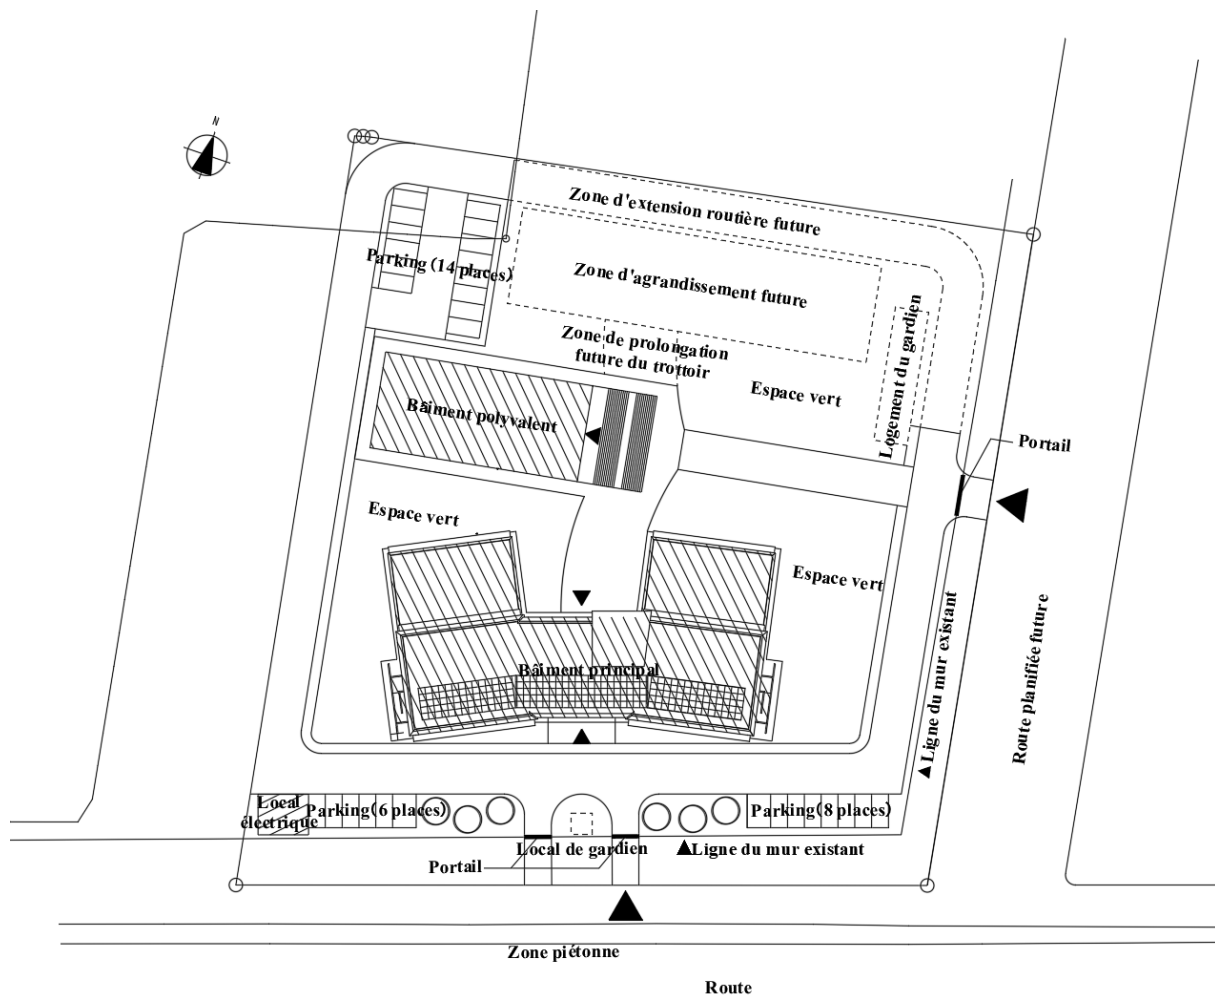 N
Zone d'extension routière future
Parking(14 places)
Zone d'agrandissement future
Zone de prolongation
future du trottoir
Espace vert
Logement du gardien
Bâiment polyvalent
Portail
Espace vert
Espace vert
Ligne du mur existant
Route planifiée future
Bâiment principal
Local
électrique
Parking(6 places)
Parking(8 places)
Local de gardien
Ligne du mur existant
Portail
Zone piétonne
Route